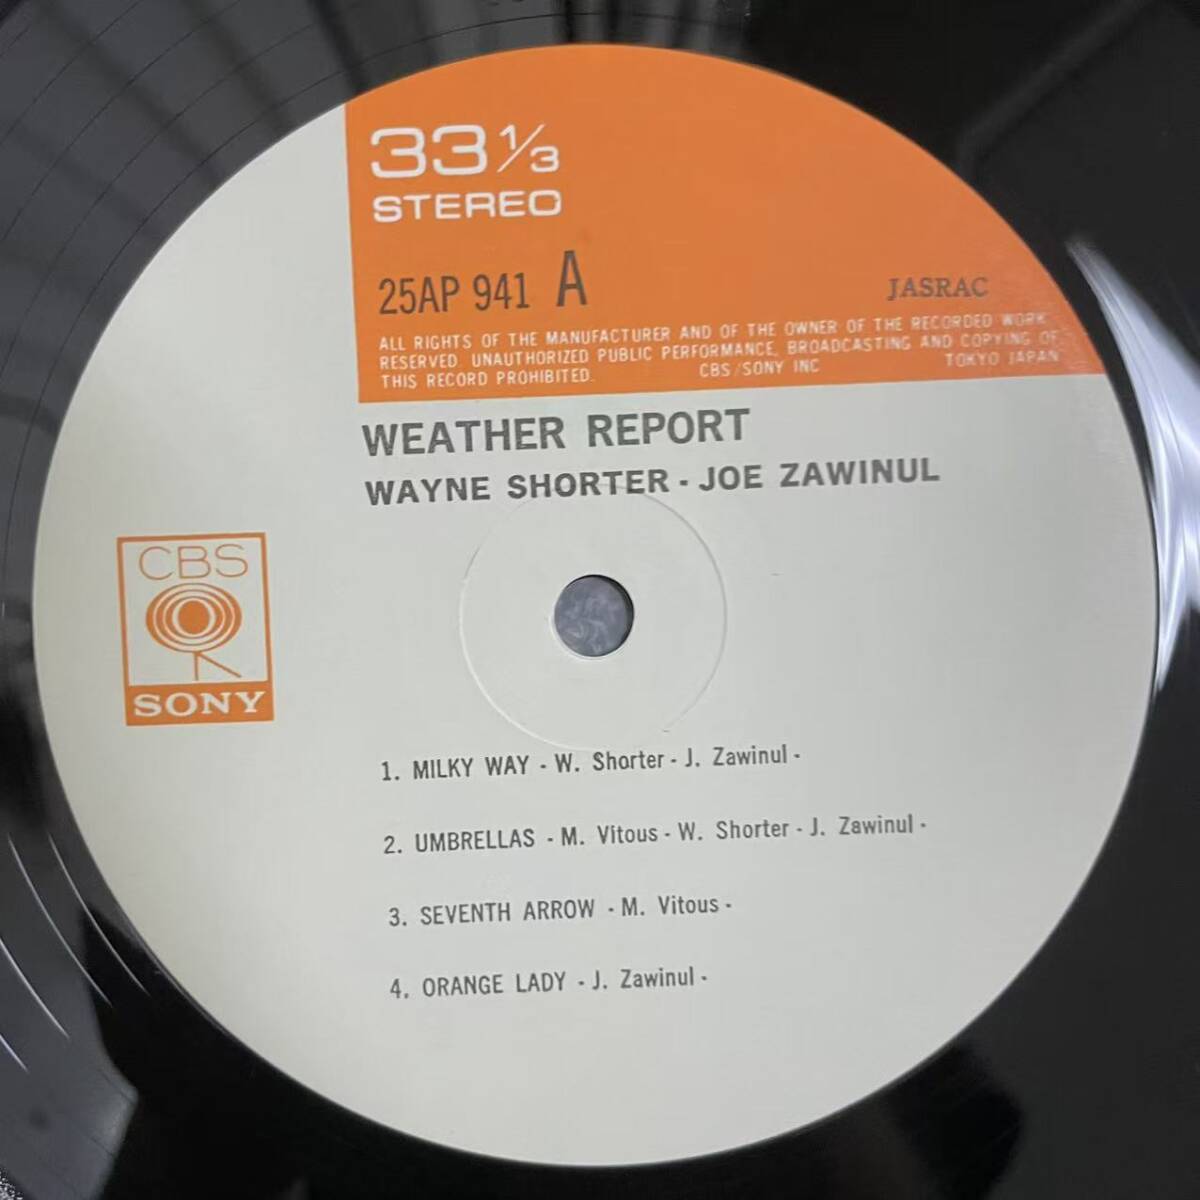 33 1/3
STEREO
25AP 941 A
JASRAC
ALL RIGHTS OF THE MANUFACTURER AND OF THE OWNER OF THE RECORDED WORK
RESERVED. UNAUTHORIZED PUBLIC PERFORMANCE, BROADCASTING AND COPYING OF
THIS RECORD PROHIBITED. CBS/SONY INC TOKYO JAPAN
WEATHER REPORT
WAYNE SHORTER - JOE ZAWINUL
CBS
SONY
1. MILKY WAY - W. Shorter - J. Zawinul -
2. UMBRELLAS - M. Vitous - W. Shorter - J. Zawinul -
3. SEVENTH ARROW - M. Vitous -
4. ORANGE LADY - J. Zawinul -